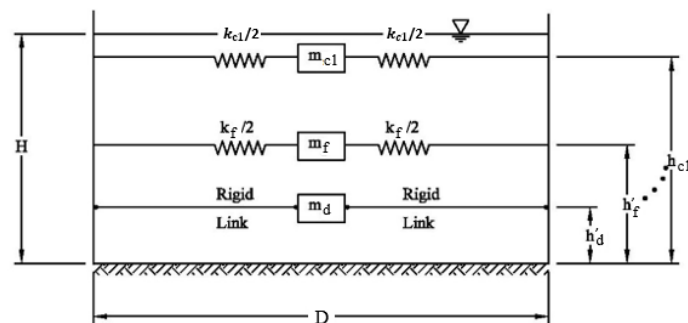 k_c1/2 k_c1/2
m_c1
k_f/2 k_f/2
H m_f h_c1
Rigid Rigid
m_d h'_f
Link Link h'_d
D